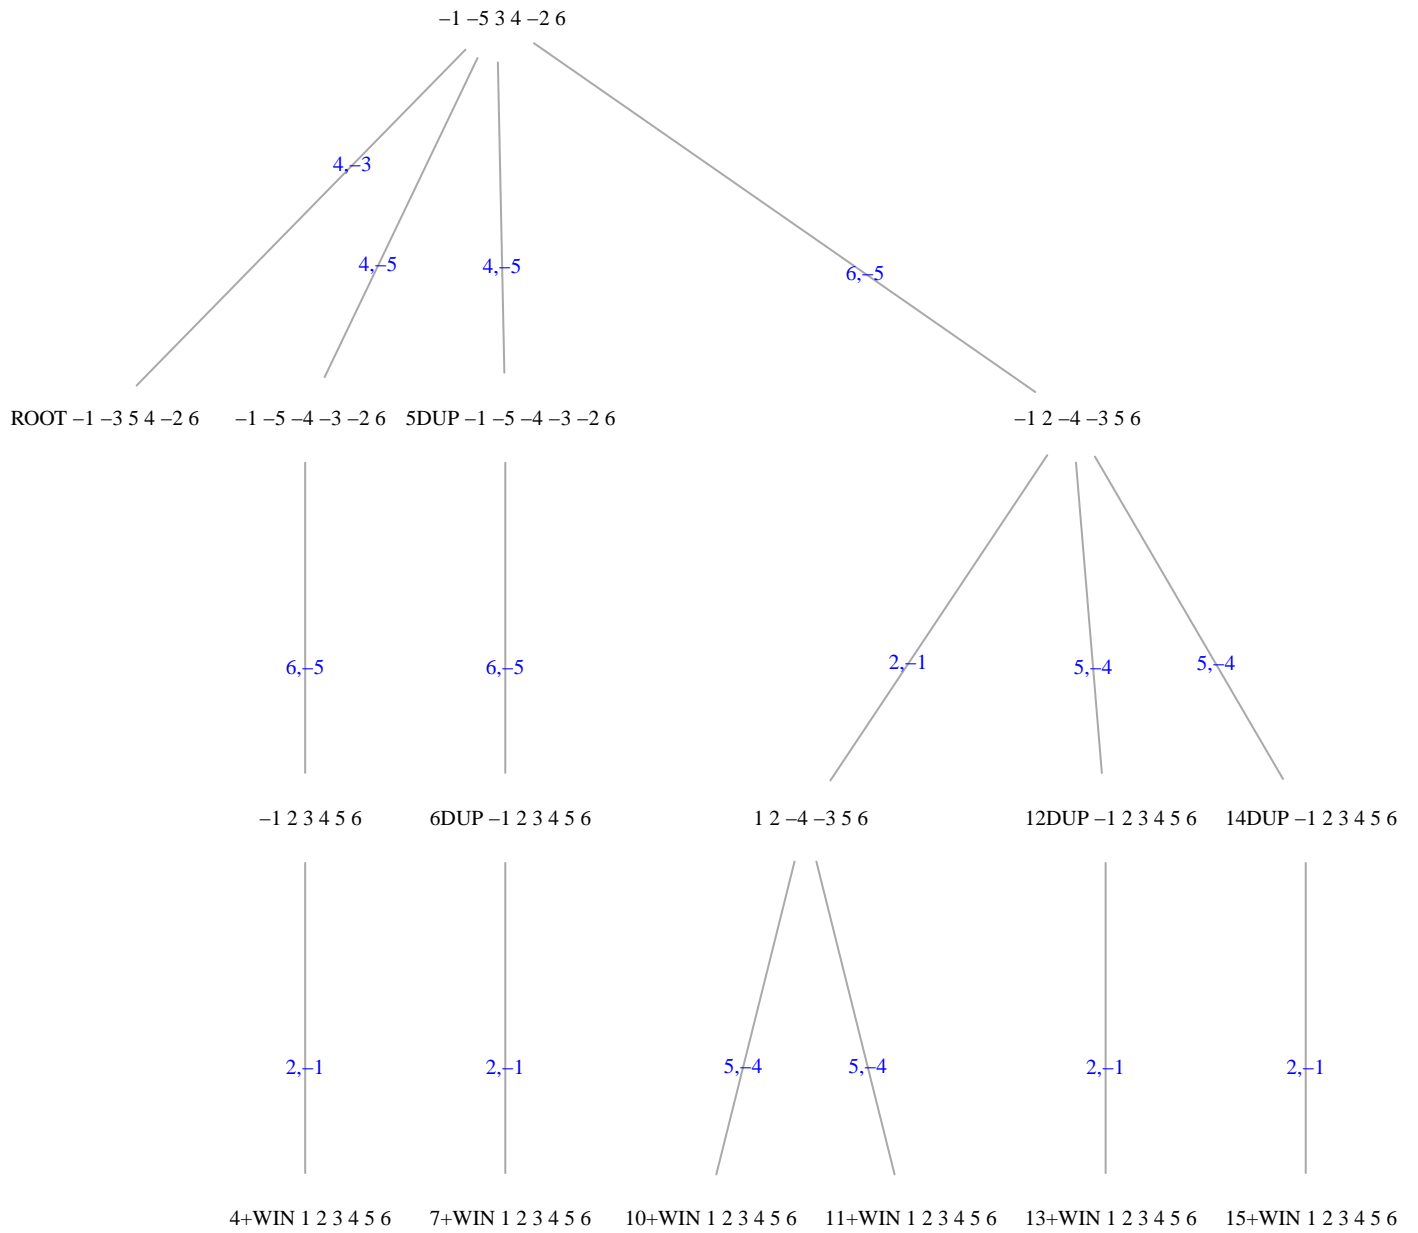 –1 –5 3 4 –2 6
4,–3
4,–5
4,–5
6,–5
ROOT –1 –3 5 4 –2 6
–1 –5 –4 –3 –2 6
5DUP –1 –5 –4 –3 –2 6
–1 2 –4 –3 5 6
6,–5
6,–5
2,–1
5,–4
5,–4
–1 2 3 4 5 6
6DUP –1 2 3 4 5 6
1 2 –4 –3 5 6
12DUP –1 2 3 4 5 6
14DUP –1 2 3 4 5 6
2,–1
2,–1
5,–4
5,–4
2,–1
2,–1
4+WIN 1 2 3 4 5 6
7+WIN 1 2 3 4 5 6
10+WIN 1 2 3 4 5 6
11+WIN 1 2 3 4 5 6
13+WIN 1 2 3 4 5 6
15+WIN 1 2 3 4 5 6